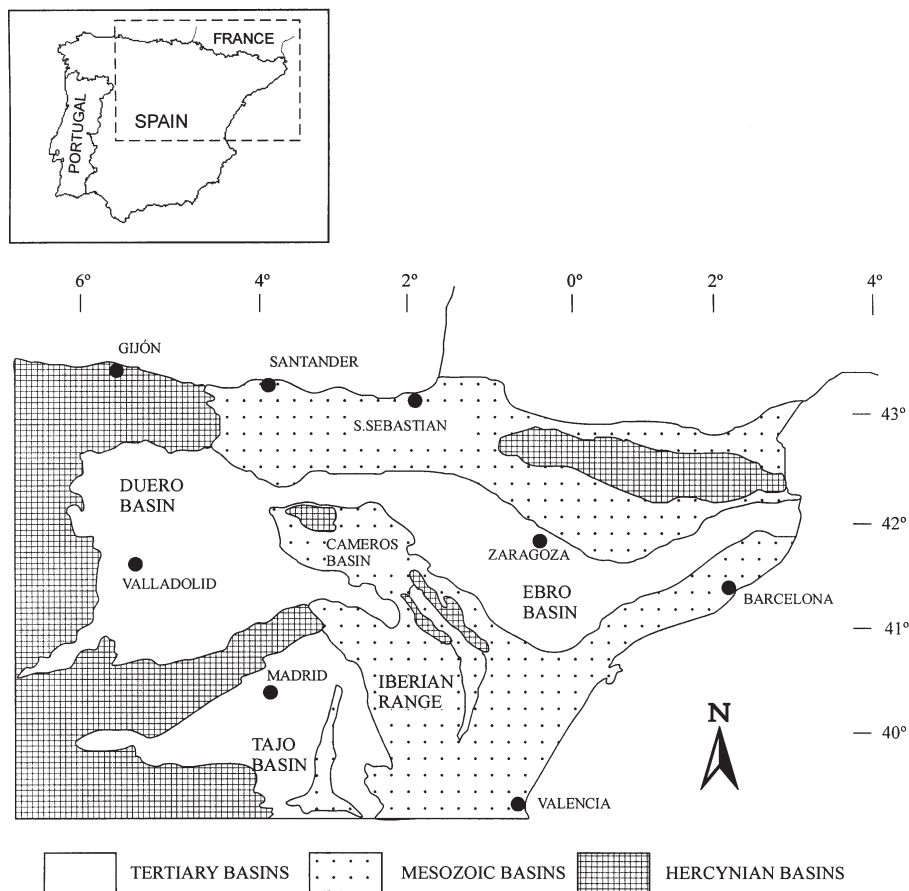 FRANCE
SPAIN
PORTUGAL
6º 4º 2º 0º 2º 4º
GIJÓN
SANTANDER
S.SEBASTIAN
43º
DUERO
BASIN
VALLADOLID
CAMEROS
BASIN
ZARAGOZA
42º
EBRO
BASIN
BARCELONA
41º
MADRID
IBERIAN
RANGE
TAJO
BASIN
N
40º
VALENCIA
TERTIARY BASINS MESOZOIC BASINS HERCYNIAN BASINS